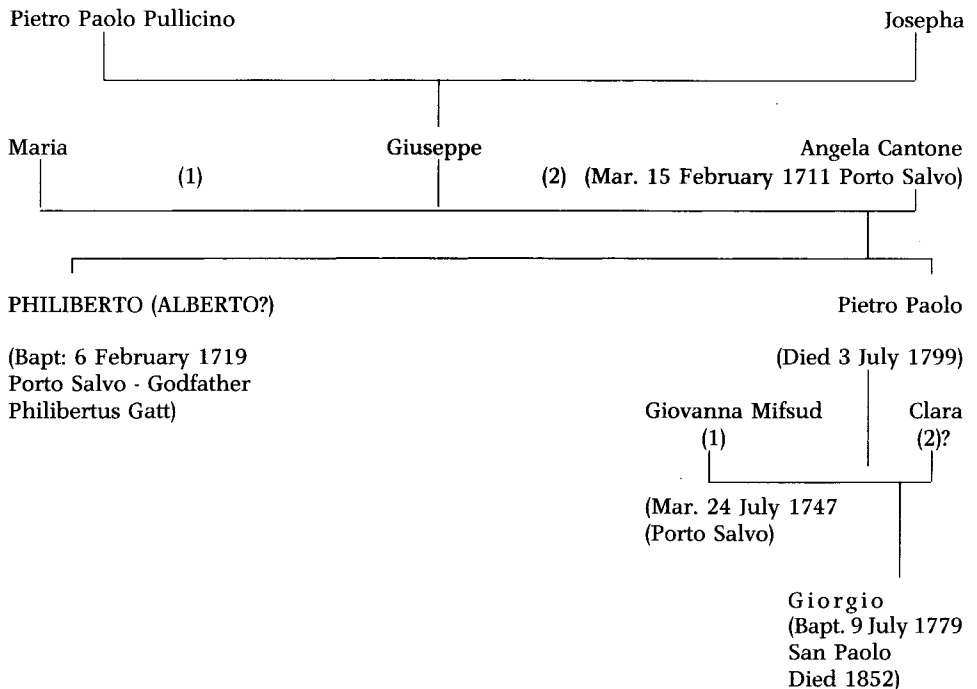 Pietro Paolo Pullicino Josepha
Maria Giuseppe Angela Cantone
(1) (2) (Mar. 15 February 1711 Porto Salvo)
PHILIBERTO (ALBERTO?) Pietro Paolo
(Bapt: 6 February 1719 (Died 3 July 1799)
Porto Salvo - Godfather
Philibertus Gatt)
Giovanna Mifsud Clara
(1) (2)?
(Mar. 24 July 1747
(Porto Salvo)
Giorgio
(Bapt. 9 July 1779
San Paolo
Died 1852)